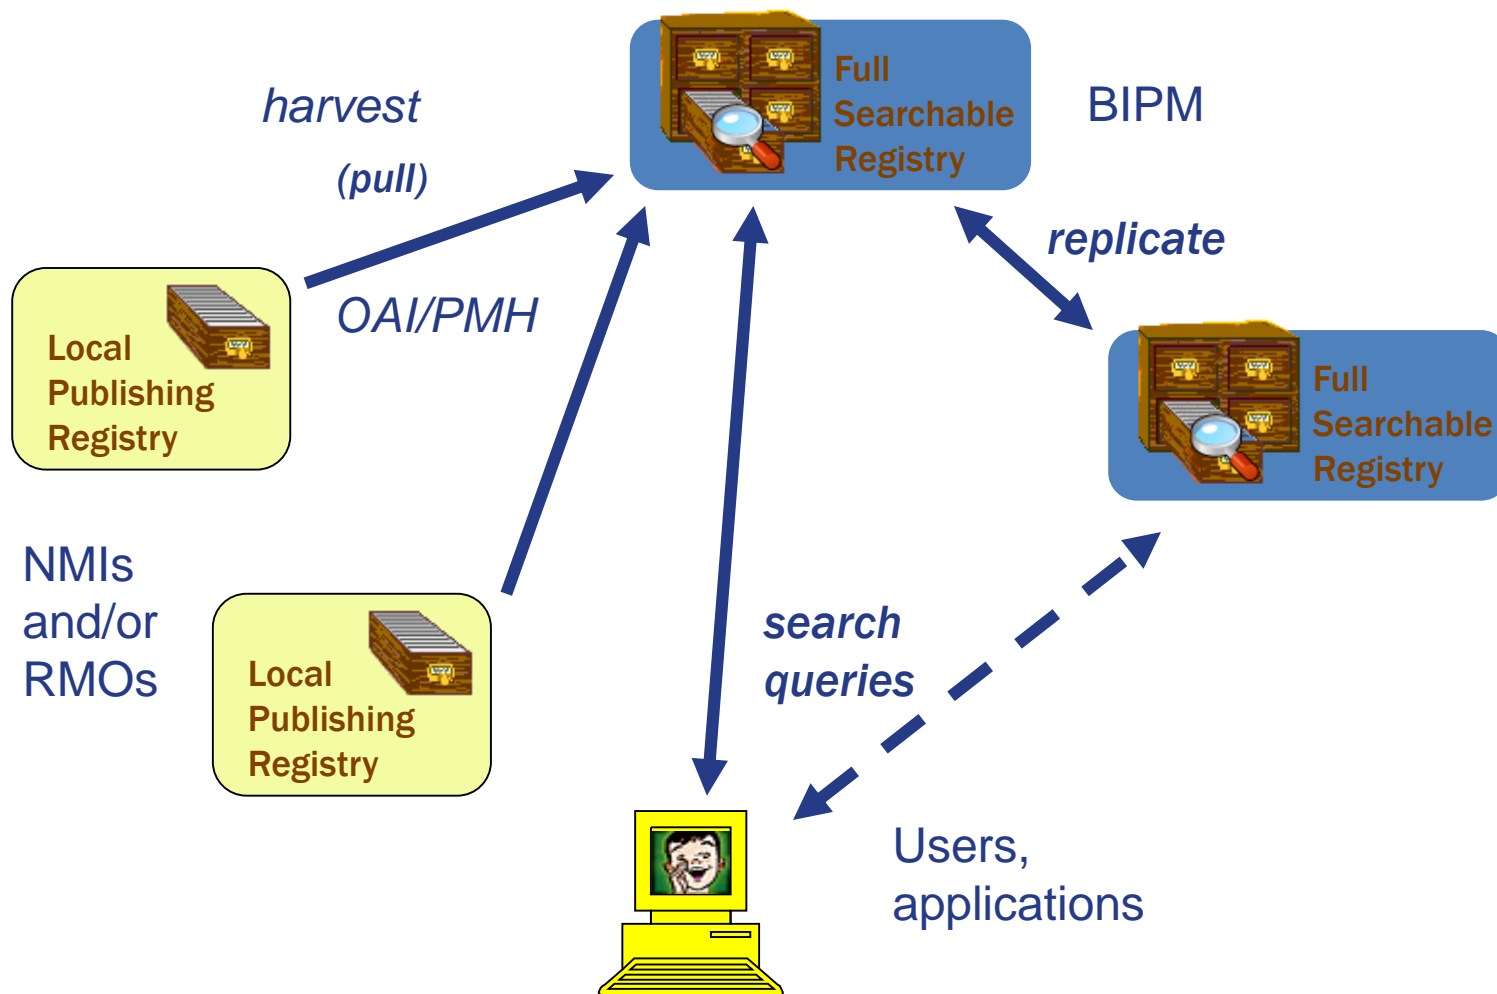 Full
Searchable
Registry
BIPM
harvest
(pull)
replicate
OAI/PMH
Local
Publishing
Registry
Full
Searchable
Registry
NMIs
and/or
RMOs
Local
Publishing
Registry
search
queries
Users,
applications